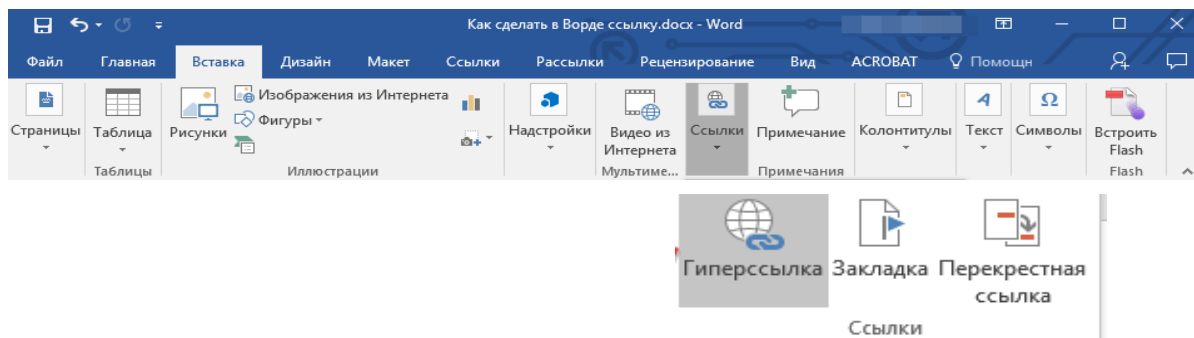 Как сделать в Ворде ссылку.docx - Word
Файл Главная Вставка Дизайн Макет Ссылки Рассылки Рецензирование Вид ACROBAT Помощн
Изображения из Интернета
Фигуры
Страницы Таблица Рисунки Надстройки Видео из Интернета Ссылки Примечание Колонтитулы Текст Символы Встроить Flash
Таблицы Иллюстрации Мультиме... Примечания Flash
Гиперссылка Закладка Перекрестная
ссылка
Ссылки